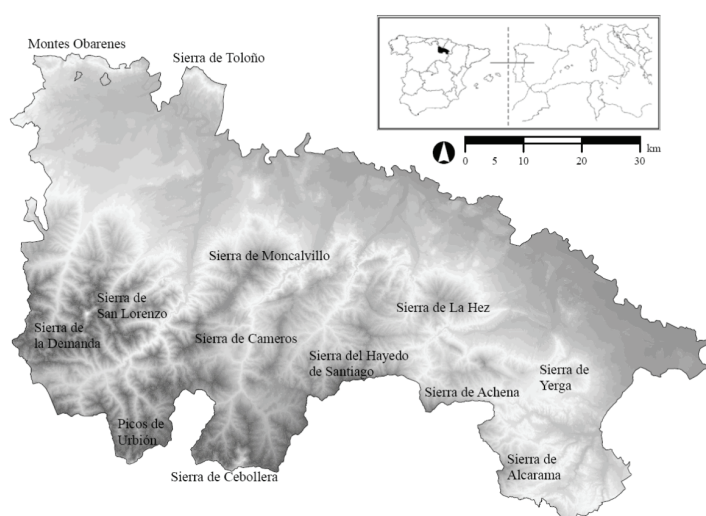 Montes Obarenes
Sierra de Toloño
km
0 5 10 20 30
Sierra de Moncalvillo
Sierra de
San Lorenzo
Sierra de La Hez
Sierra de
la Demanda
Sierra de Cameros
Sierra del Hayedo
de Santiago
Sierra de
Yerga
Sierra de Achena
Picos de
Urbión
Sierra de
Alcarama
Sierra de Cebollera